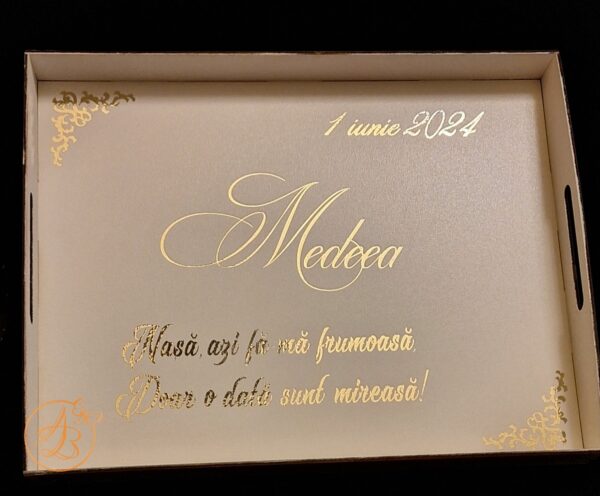 1 iunie 2024
Medeea
Nasă, azi fă-mă frumoasă,
Doar o dată sunt mireasă!